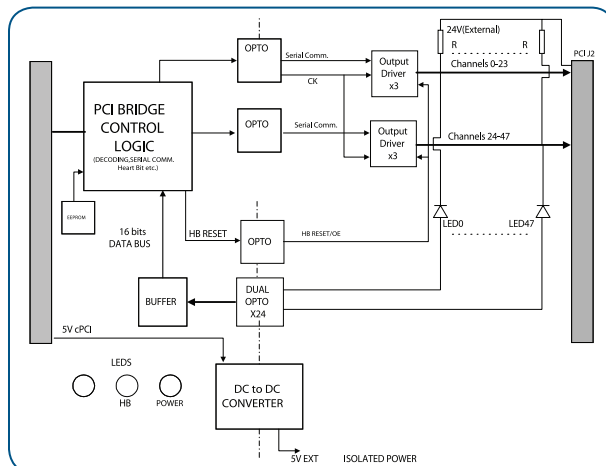 24V(External)
R
R
PCI J2
OPTO
Serial Comm.
CK
Output
Driver
x3
Channels 0-23
PCI BRIDGE
CONTROL
LOGIC
(DECODING,SERIAL COMM.
Heart Bit etc.)
OPTO
Serial Comm.
Output
Driver
x3
Channels 24-47
EEPROM
16 bits
DATA BUS
HB RESET
OPTO
HB RESET/OE
LED0
LED47
BUFFER
DUAL
OPTO
X24
5V cPCI
LEDS
HB
POWER
DC to DC
CONVERTER
5V EXT
ISOLATED POWER